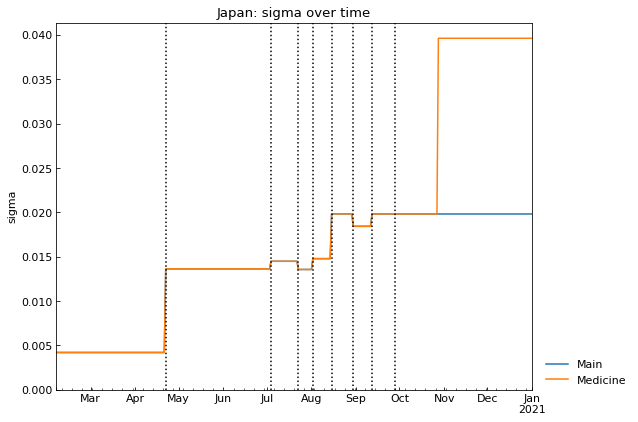 Japan: sigma over time
0.040
0.035
0.030
0.025
0.020
0.015
0.010
0.005
0.000
sigma
Mar Apr May Jun Jul Aug Sep Oct Nov Dec Jan
2021
Main
Medicine